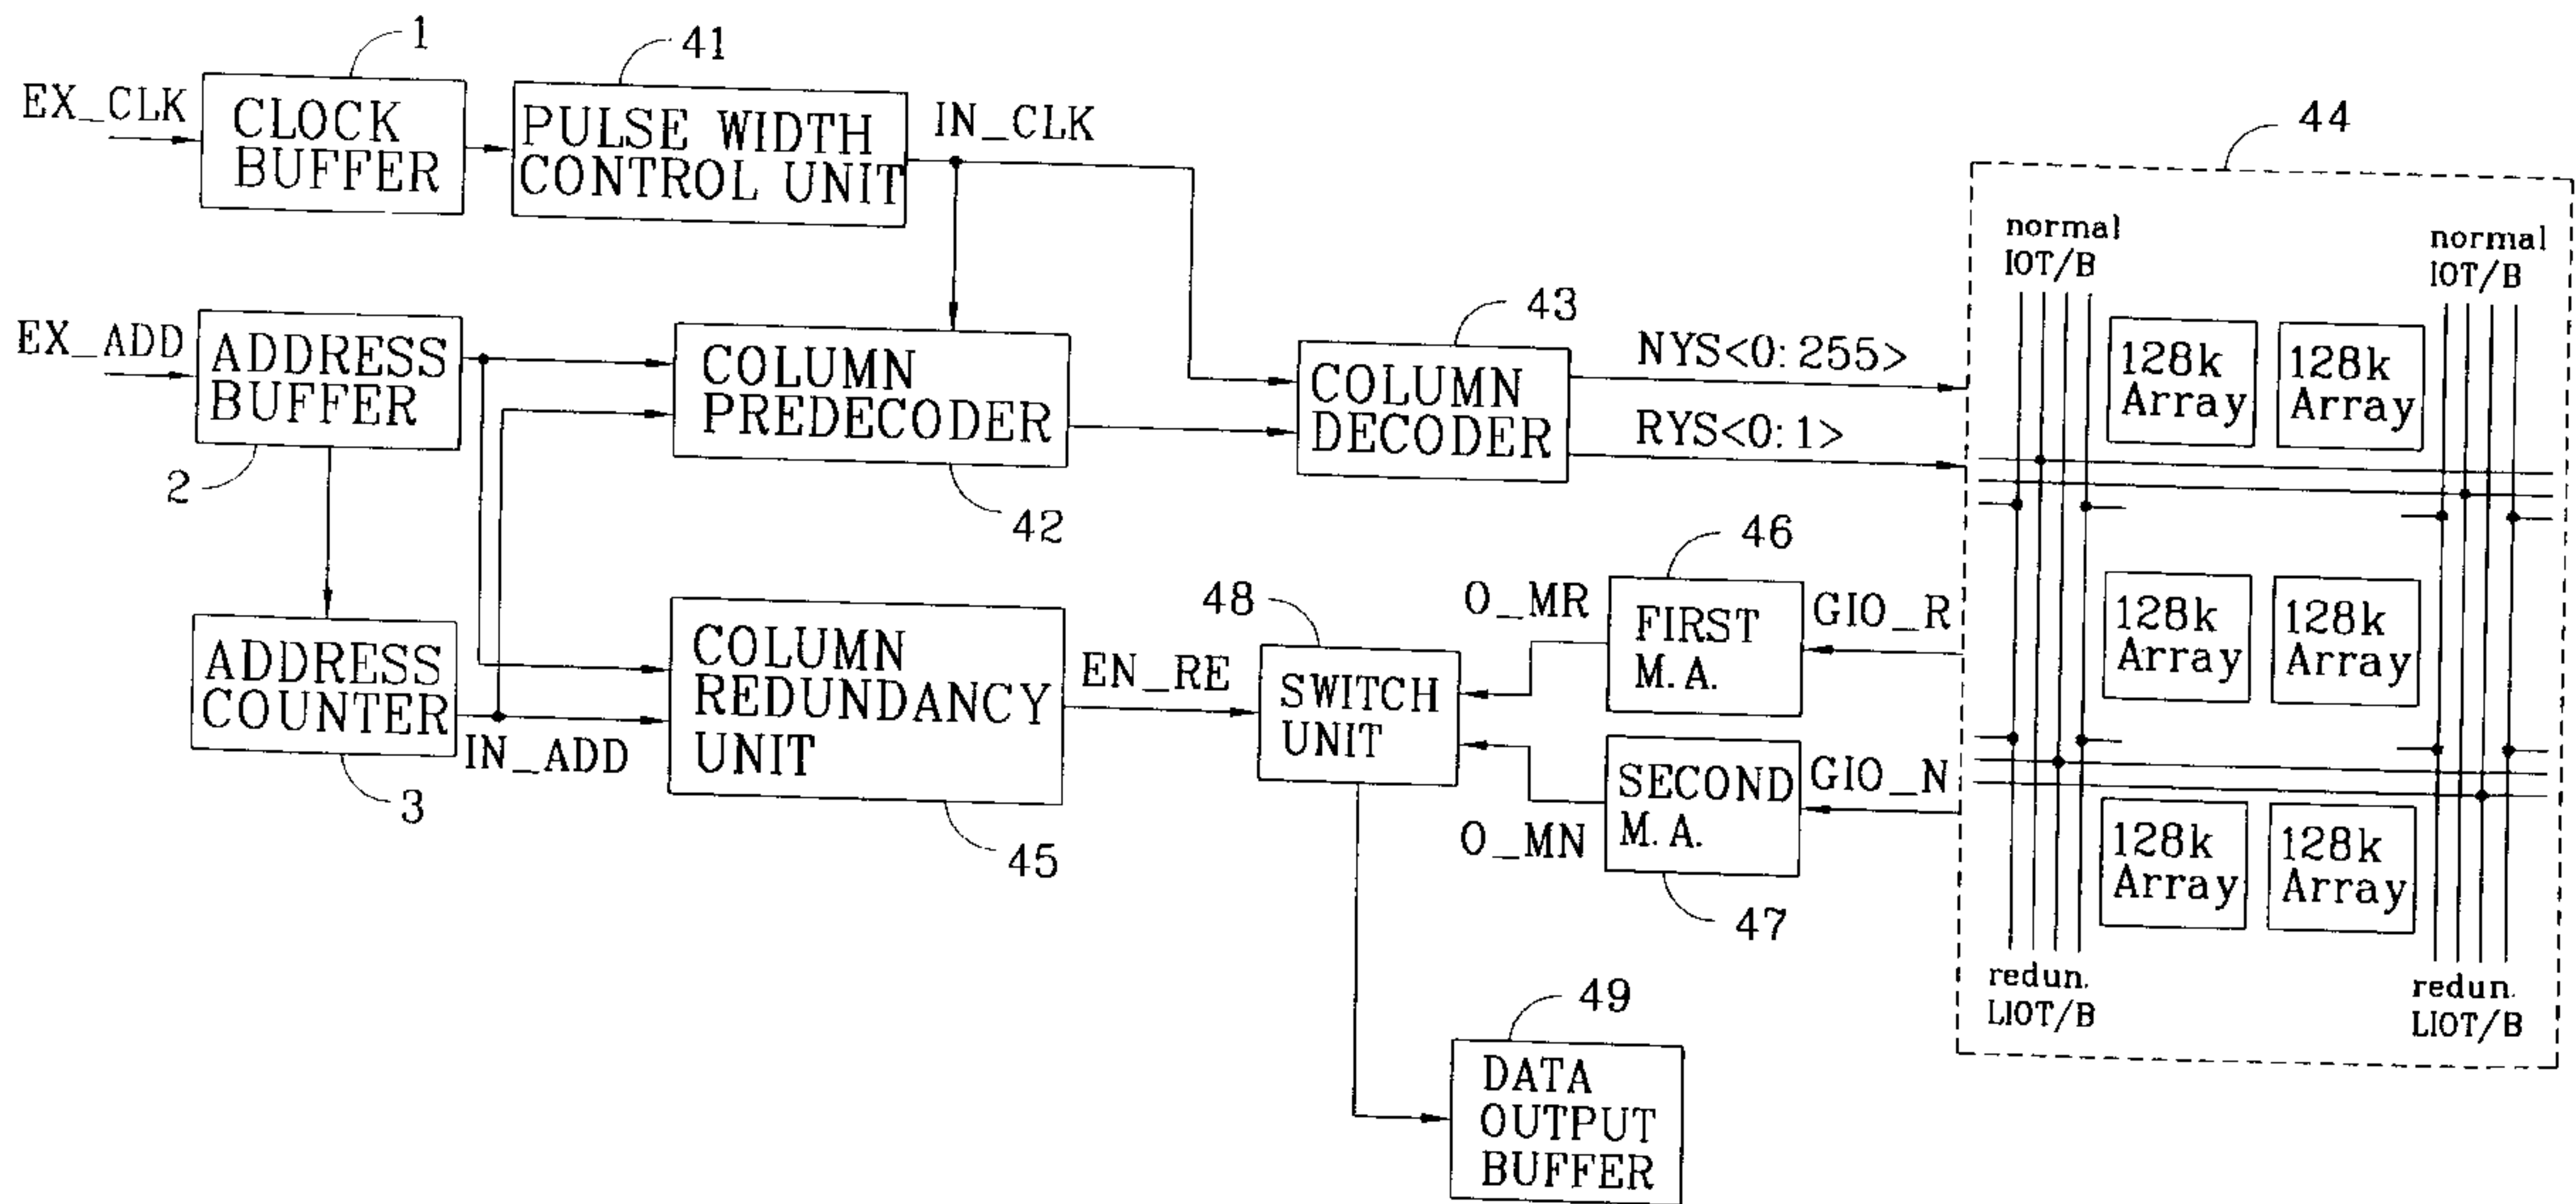 1
41
EX_CLK
CLOCK
BUFFER
PULSE WIDTH
CONTROL UNIT
IN_CLK
44
normal
IOT/B
normal
IOT/B
EX_ADD
ADDRESS
BUFFER
2
COLUMN
PREDECODER
42
43
COLUMN
DECODER
NYS<0:255>
RYS<0:1>
128k
Array
128k
Array
ADDRESS
COUNTER
3
IN_ADD
COLUMN
REDUNDANCY
UNIT
45
EN_RE
48
SWITCH
UNIT
O_MR
46
FIRST
M.A.
GIO_R
O_MN
SECOND
M.A.
47
GIO_N
128k
Array
128k
Array
128k
Array
128k
Array
redun.
LIOT/B
redun.
LIOT/B
49
DATA
OUTPUT
BUFFER